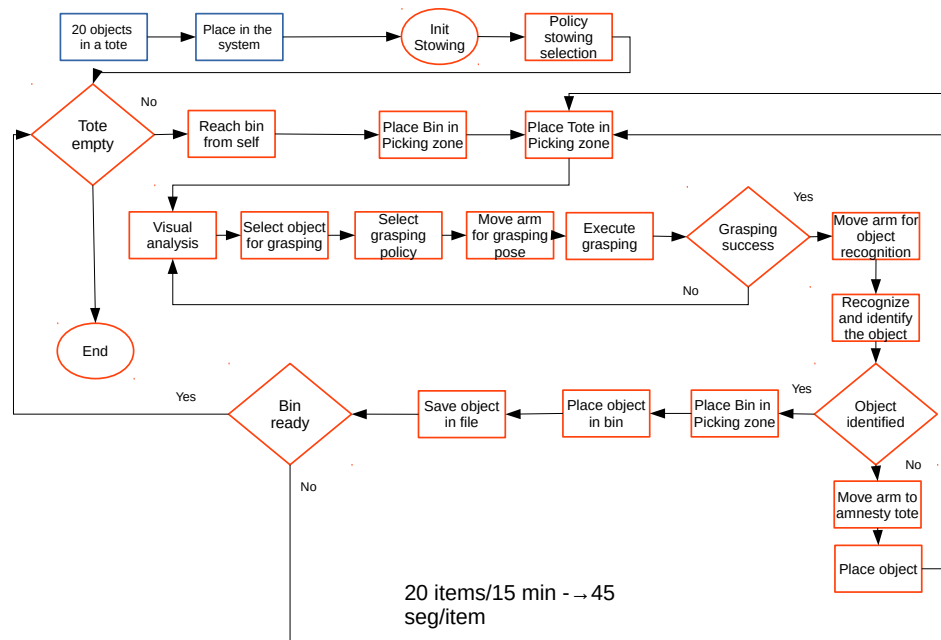 20 objects
in a tote
Place in the
system
Init
Stowing
Policy
stowing
selection
No
Tote
empty
Reach bin
from self
Place Bin in
Picking zone
Place Tote in
Picking zone
Visual
analysis
Select object
for grasping
Select
grasping
policy
Move arm
for grasping
pose
Execute
grasping
Grasping
success
Yes
Move arm for
object
recognition
No
Recognize
and identify
the object
End
Yes
Bin
ready
Save object
in file
Place object
in bin
Place Bin in
Picking zone
Yes
Object
identified
No
No
Move arm to
amnesty tote
Place object
20 items/15 min -→45
seg/item